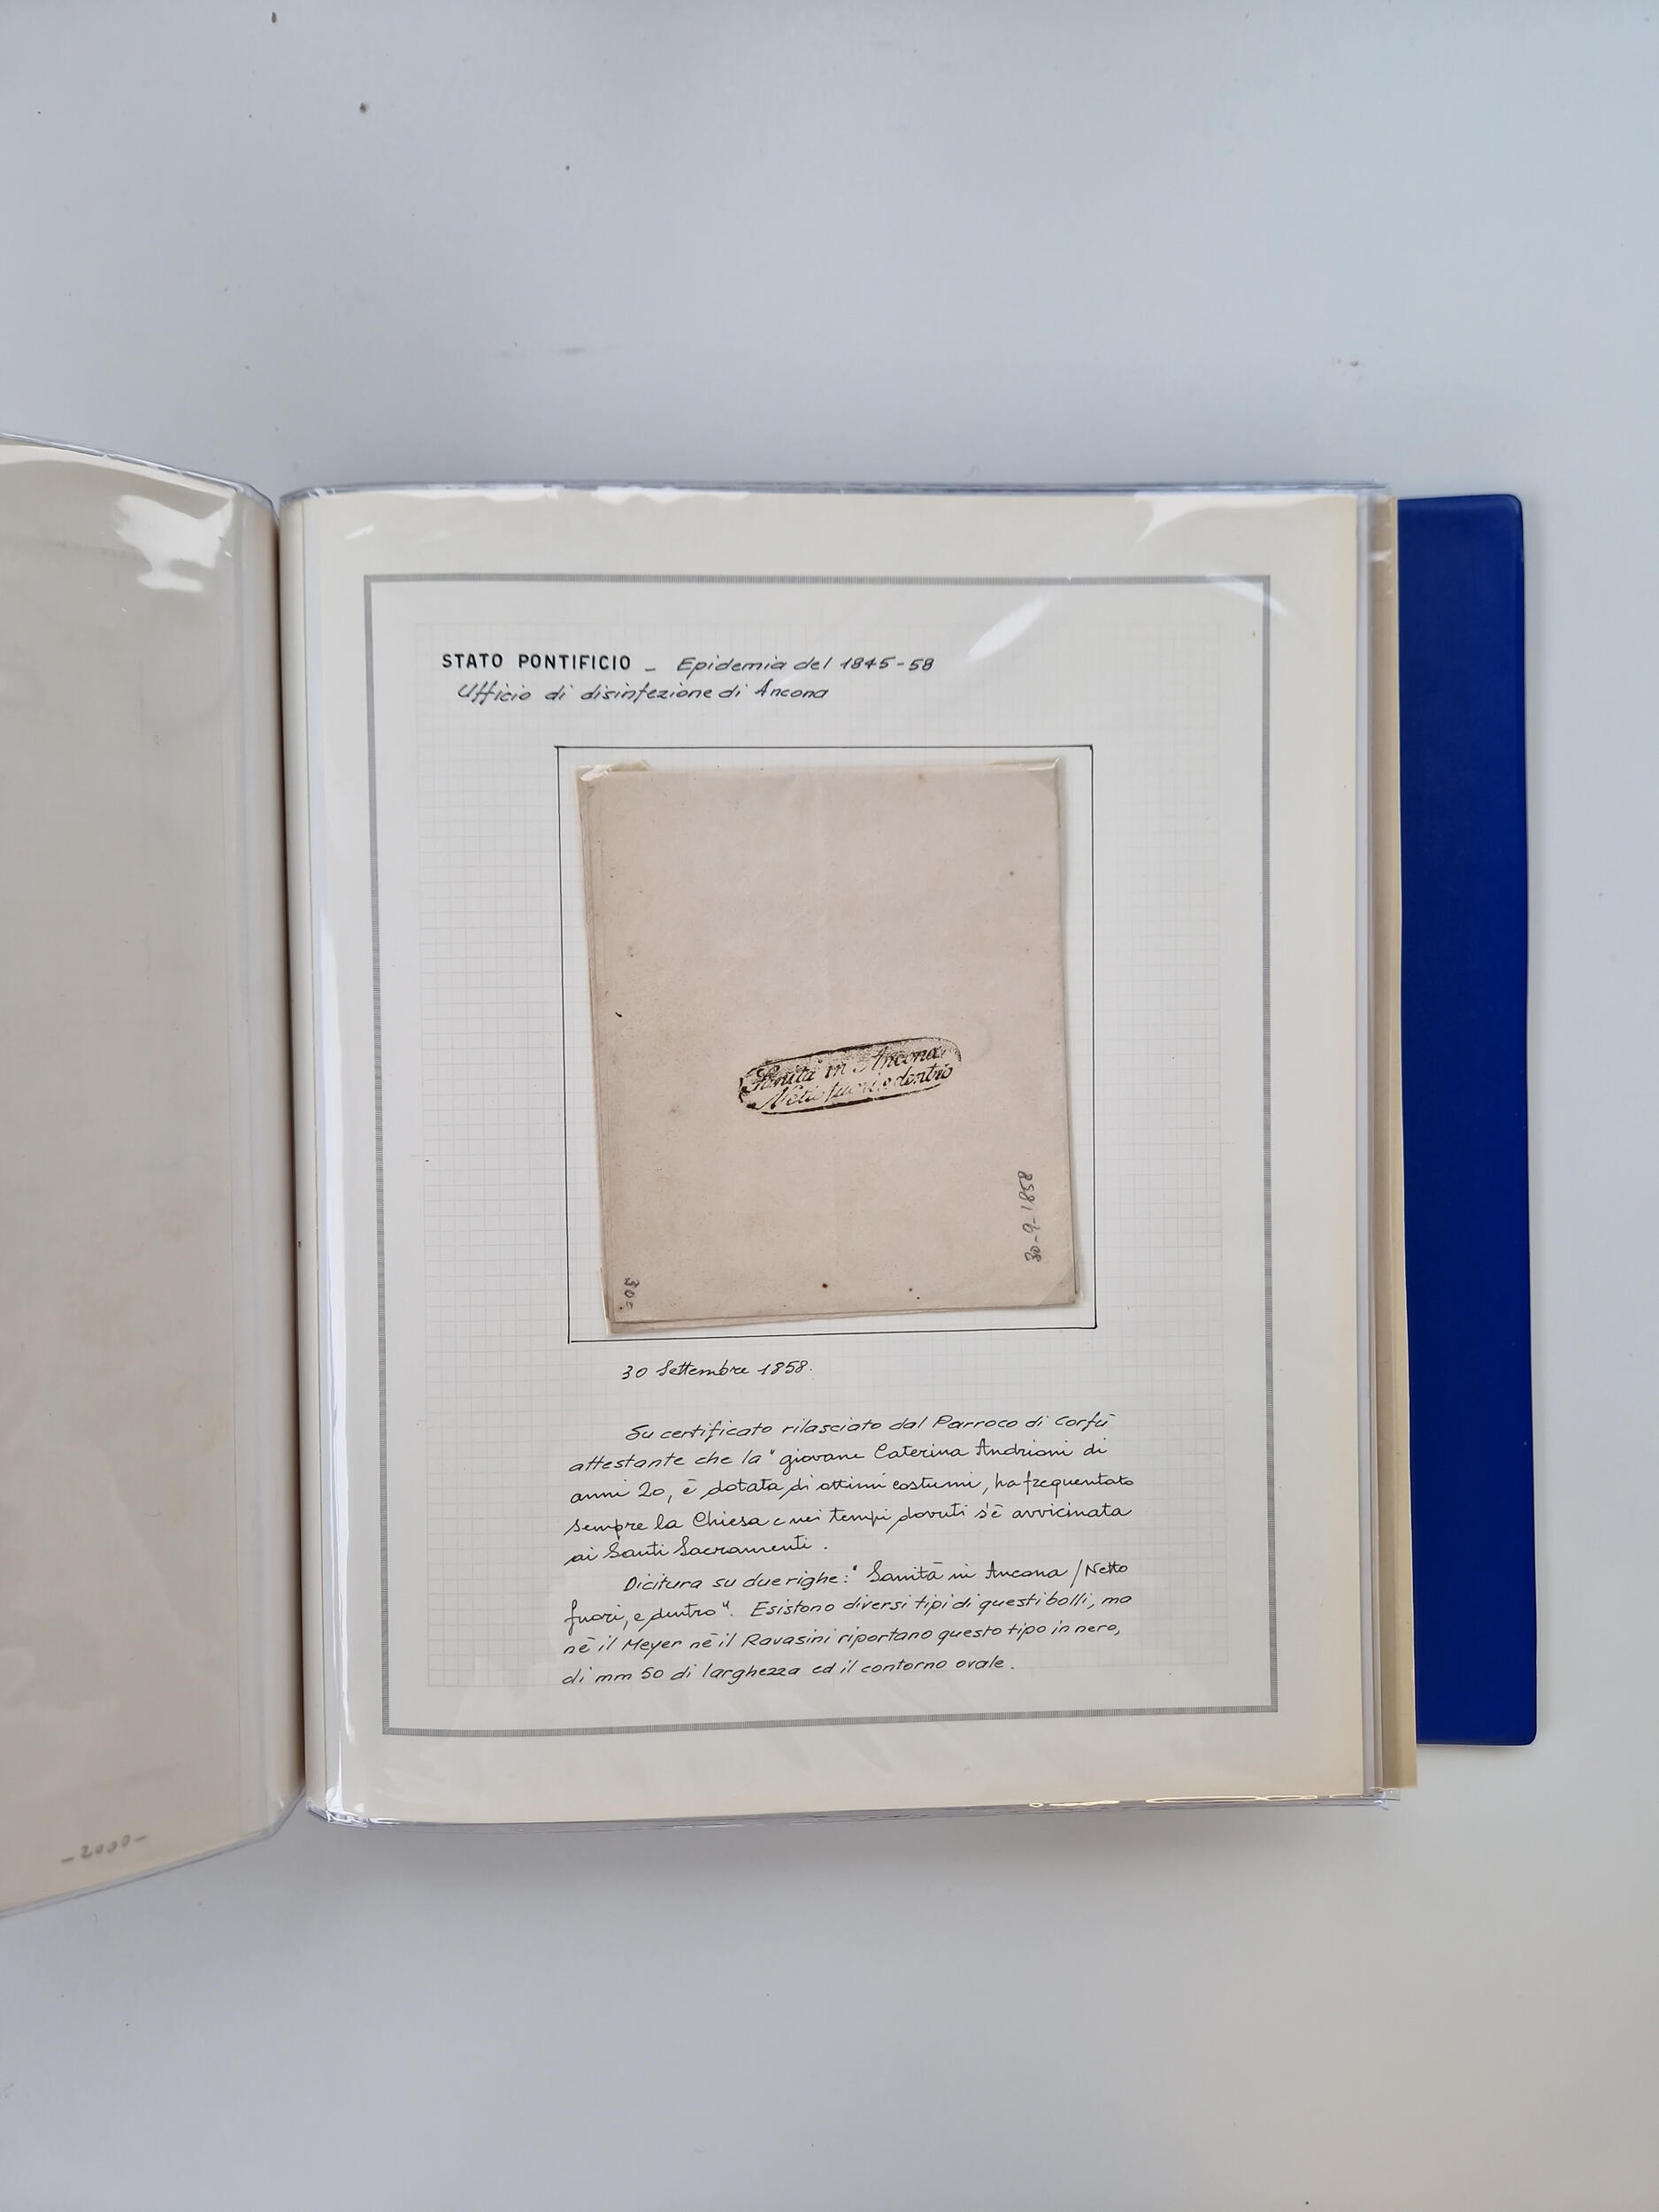 STATO PONTIFICIO - Epidemia del 1845-58
Ufficio di disinfezione di Ancona
Sanità in Ancona
Netto fuori, e dentro
30-9-1858
300
30 Settembre 1858.
Su certificato rilasciato dal Parroco di Corfù
attestante che la "giovane Caterina Andrioni di
anni 20, è dotata di ottimi costumi, ha frequentato
sempre la Chiesa e nei tempi dovuti s'è avvicinata
ai Santi Sacramenti.
Dicitura su due righe: "Sanità in Ancona / Netto
fuori, e dentro". Esistono diversi tipi di questi bolli, ma
nè il Meyer nè il Ravasini riportano questo tipo in nero,
di mm 50 di larghezza ed il contorno ovale.
-2000-